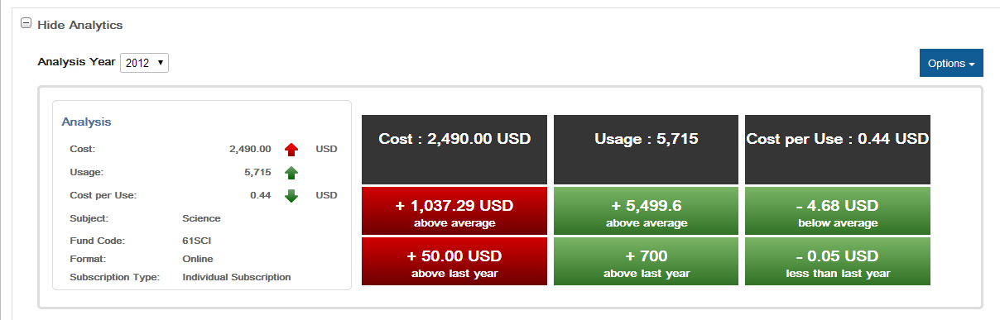 Hide Analytics
Analysis Year 2012
Options
Analysis
Cost: 2,490.00 USD
Usage: 5,715
Cost per Use: 0.44 USD
Subject: Science
Fund Code: 61SCI
Format: Online
Subscription Type: Individual Subscription
Cost : 2,490.00 USD
+ 1,037.29 USD
above average
+ 50.00 USD
above last year
Usage : 5,715
+ 5,499.6
above average
+ 700
above last year
Cost per Use : 0.44 USD
- 4.68 USD
below average
- 0.05 USD
less than last year